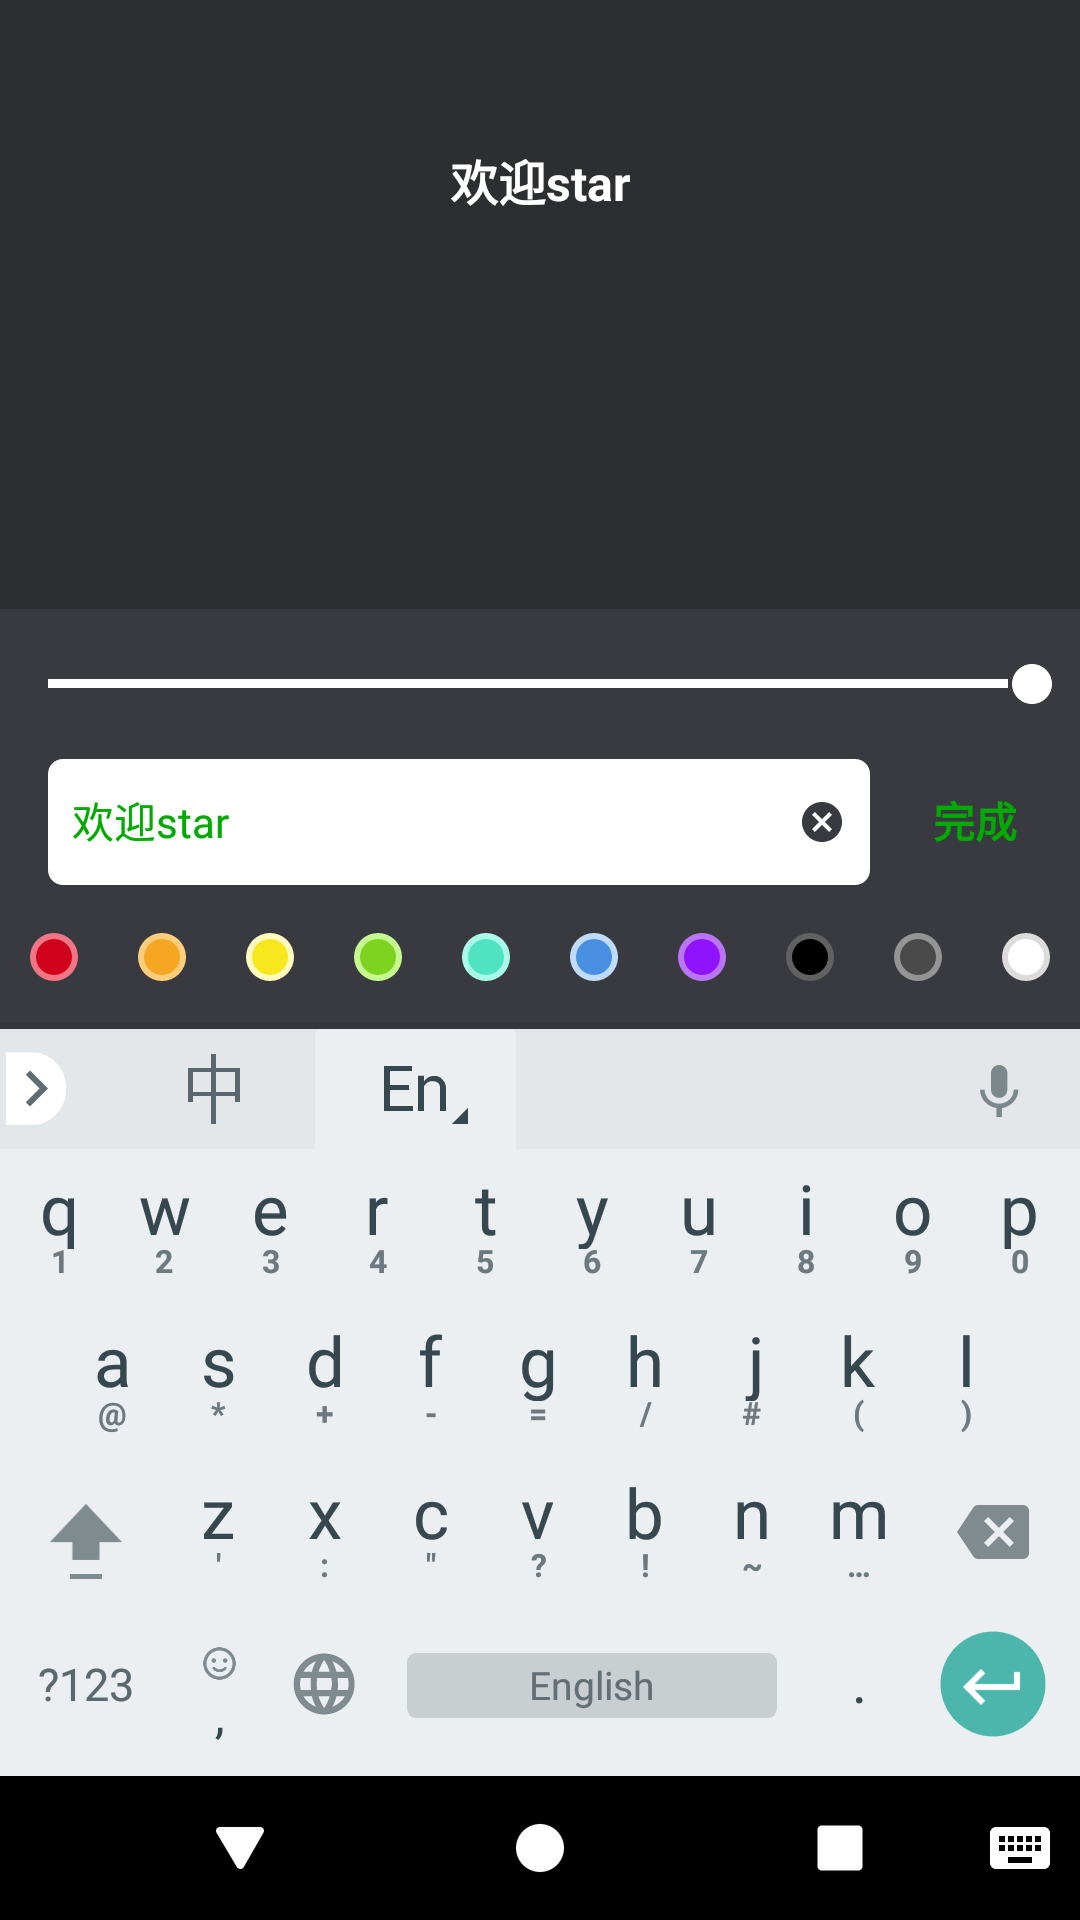 欢迎star
欢迎star 完成
中 En
q w e r t y u i o p
1 2 3 4 5 6 7 8 9 0
a s d f g h j k l
@ * + - = / # ( )
z x c v b n m
' : " ? ! ~ …
?123 , English .